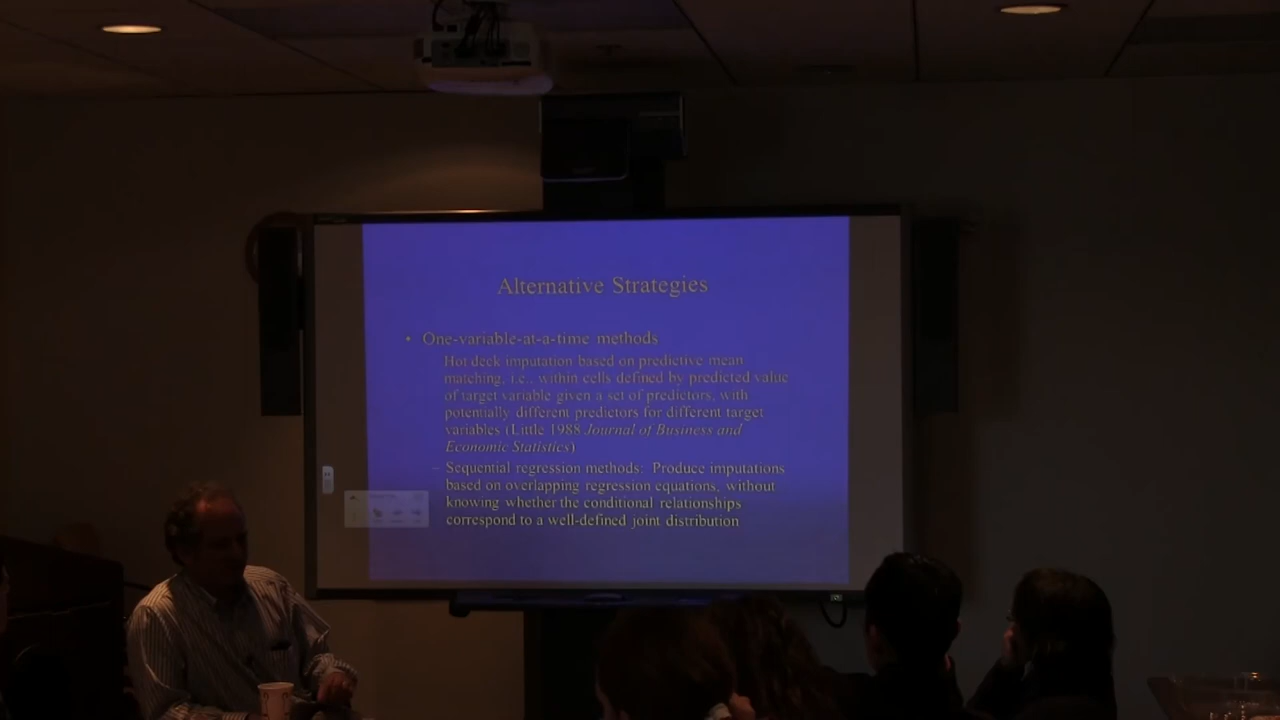 Alternative Strategies
• One-variable-at-a-time methods
Hot deck imputation based on predictive mean
matching, i.e., within cells defined by predicted value
of target variable given a set of predictors, with
potentially different predictors for different target
variables (Little 1988 Journal of Business and
Economic Statistics)
– Sequential regression methods: Produce imputations
based on overlapping regression equations, without
knowing whether the conditional relationships
correspond to a well-defined joint distribution